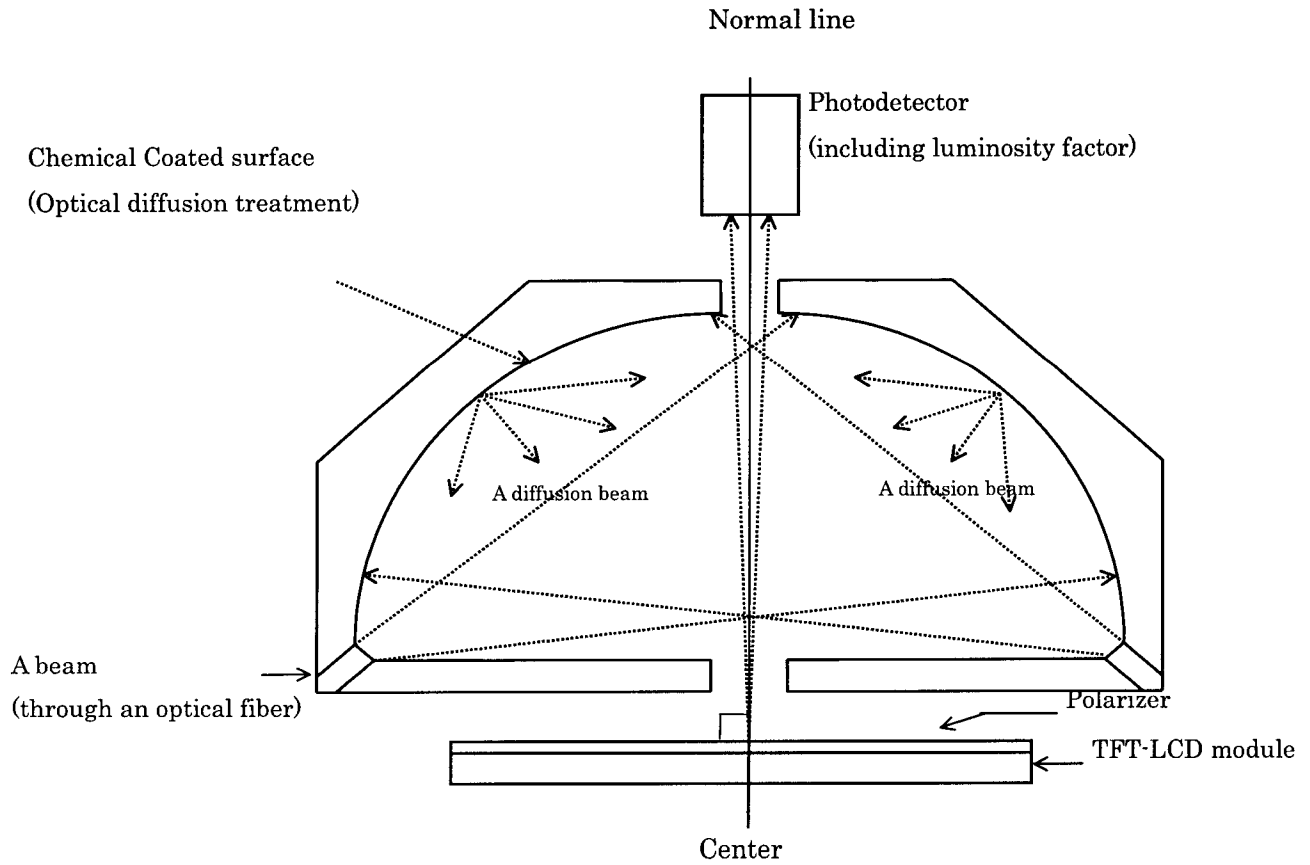 Normal line
Photodetector
(including luminosity factor)
Chemical Coated surface
(Optical diffusion treatment)
A diffusion beam
A diffusion beam
A beam
(through an optical fiber)
Polarizer
TFT-LCD module
Center